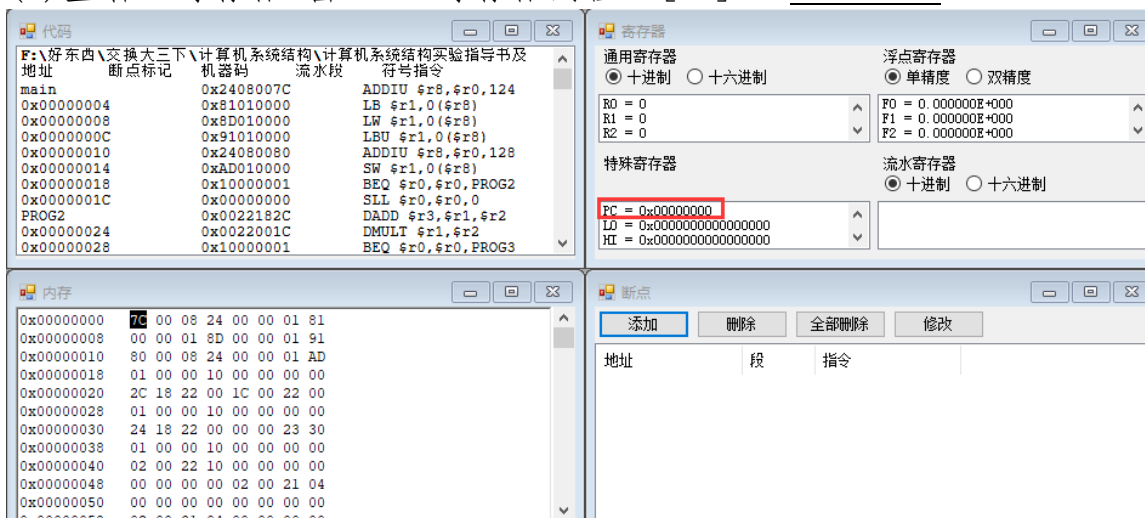 代码
F:\好东西\交换大三下\计算机系统结构\计算机系统结构实验指导书及
地址 断点标记 机器码 流水段 符号指令
main 0x2408007C ADDIU $r8,$r0,124
0x00000004 0x81010000 LB $r1,0($r8)
0x00000008 0x8D010000 LW $r1,0($r8)
0x0000000C 0x91010000 LBU $r1,0($r8)
0x00000010 0x24080080 ADDIU $r8,$r0,128
0x00000014 0xAD010000 SW $r1,0($r8)
0x00000018 0x10000001 BEQ $r0,$r0,PROG2
0x0000001C 0x00000000 SLL $r0,$r0,0
PROG2 0x0022182C DADD $r3,$r1,$r2
0x00000024 0x0022001C DMULT $r1,$r2
0x00000028 0x10000001 BEQ $r0,$r0,PROG3
寄存器
通用寄存器 浮点寄存器
十进制 十六进制 单精度 双精度
R0 = 0 F0 = 0.000000E+000
R1 = 0 F1 = 0.000000E+000
R2 = 0 F2 = 0.000000E+000
特殊寄存器 流水寄存器
十进制 十六进制
PC = 0x00000000
LO = 0x0000000000000000
HI = 0x0000000000000000
内存
0x00000000 7C 00 08 24 00 00 01 81
0x00000008 00 00 01 8D 00 00 01 91
0x00000010 80 00 08 24 00 00 01 AD
0x00000018 01 00 00 10 00 00 00 00
0x00000020 2C 18 22 00 1C 00 22 00
0x00000028 01 00 00 10 00 00 00 00
0x00000030 24 18 22 00 00 00 23 30
0x00000038 01 00 00 10 00 00 00 00
0x00000040 02 00 22 10 00 00 00 00
0x00000048 00 00 00 00 02 00 21 04
0x00000050 00 00 00 00 00 00 00 00
断点
添加 删除 全部删除 修改
地址 段 指令